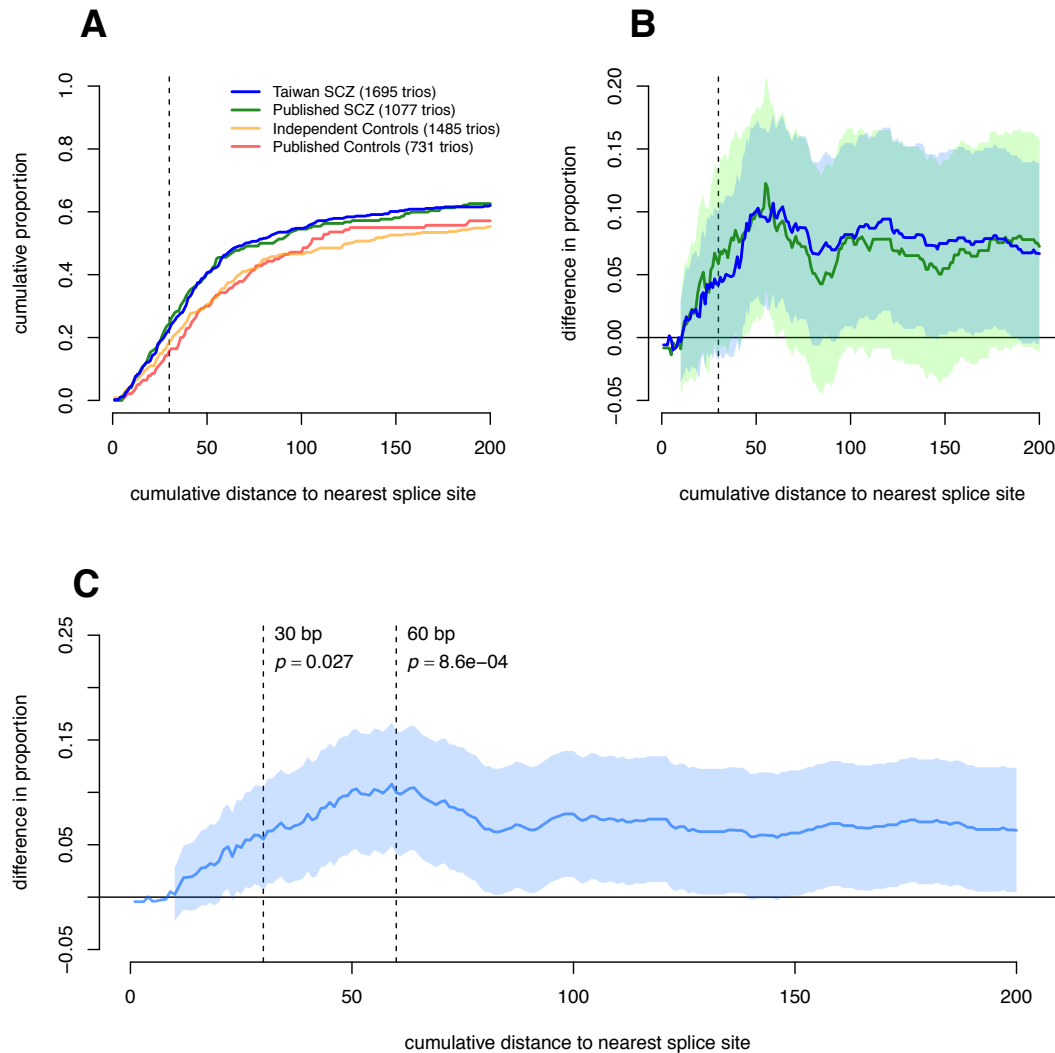 A
cumulative proportion
1.0
0.8
0.6
0.4
0.2
0.0
Taiwan SCZ (1695 trios)
Published SCZ (1077 trios)
Independent Controls (1485 trios)
Published Controls (731 trios)
0 50 100 150 200
cumulative distance to nearest splice site
B
difference in proportion
0.20
0.15
0.10
0.05
0.00
−0.05
0 50 100 150 200
cumulative distance to nearest splice site
C
difference in proportion
0.25
0.15
0.05
−0.05
30 bp
p = 0.027
60 bp
p = 8.6e−04
0 50 100 150 200
cumulative distance to nearest splice site